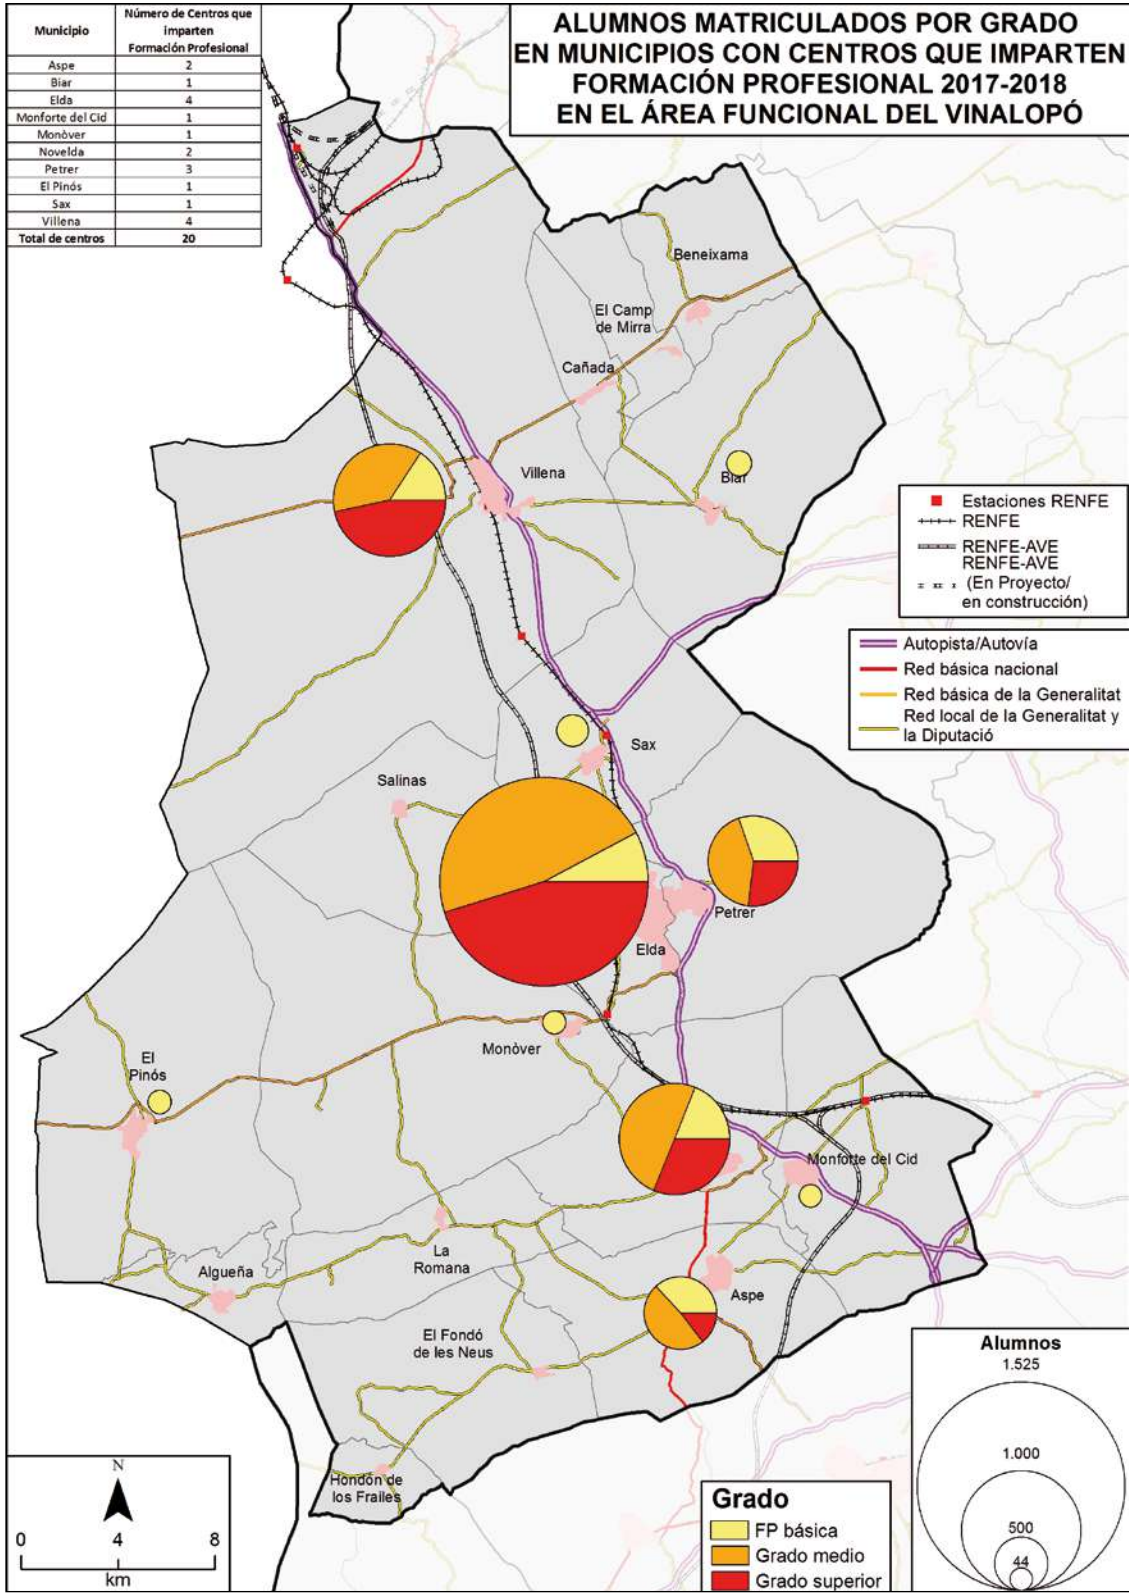 ALUMNOS MATRICULADOS POR GRADO
EN MUNICIPIOS CON CENTROS QUE IMPARTEN
FORMACIÓN PROFESIONAL 2017-2018
EN EL ÁREA FUNCIONAL DEL VINALOPÓ
Municipio Número de Centros que
imparten
Formación Profesional
Aspe 2
Biar 1
Elda 4
Monforte del Cid 1
Monòver 1
Novelda 2
Petrer 3
El Pinós 1
Sax 1
Villena 4
Total de centros 20
Beneixama
El Camp
de Mirra
Cañada
Villena
Biar
Estaciones RENFE
RENFE
RENFE-AVE
RENFE-AVE
(En Proyecto/
en construcción)
Autopista/Autovía
Red básica nacional
Red básica de la Generalitat
Red local de la Generalitat y
la Diputació
Sax
Salinas
Petrer
Elda
Monòver
El
Pinós
Monforte del Cid
La
Romana
Algueña
Aspe
El Fondó
de les Neus
Hondón de
los Frailes
N
0 4 8
km
Grado
FP básica
Grado medio
Grado superior
Alumnos
1.525
1.000
500
44